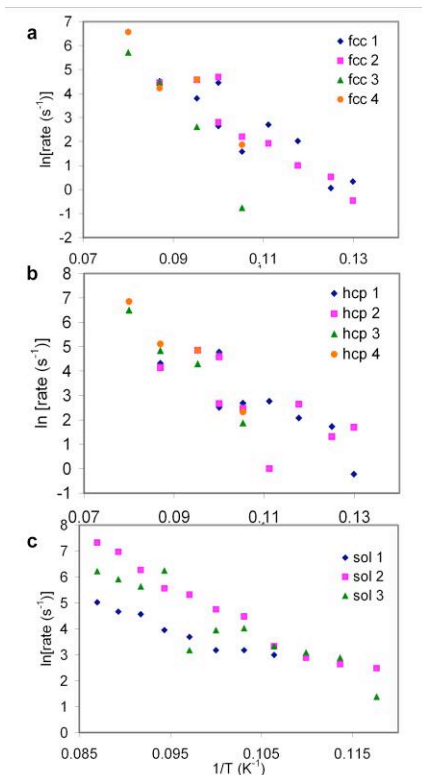 a
7
6
5
4
3
2
1
0
-1
-2
ln[rate (s⁻¹)]
fcc 1
fcc 2
fcc 3
fcc 4
0.07 0.09 0.11 0.13
b
8
7
6
5
4
3
2
1
0
-1
ln [rate (s⁻¹)]
hcp 1
hcp 2
hcp 3
hcp 4
0.07 0.09 0.11 0.13
c
8
7
6
5
4
3
2
1
0
ln[rate (s⁻¹)]
sol 1
sol 2
sol 3
0.085 0.095 0.105 0.115
1/T (K⁻¹)